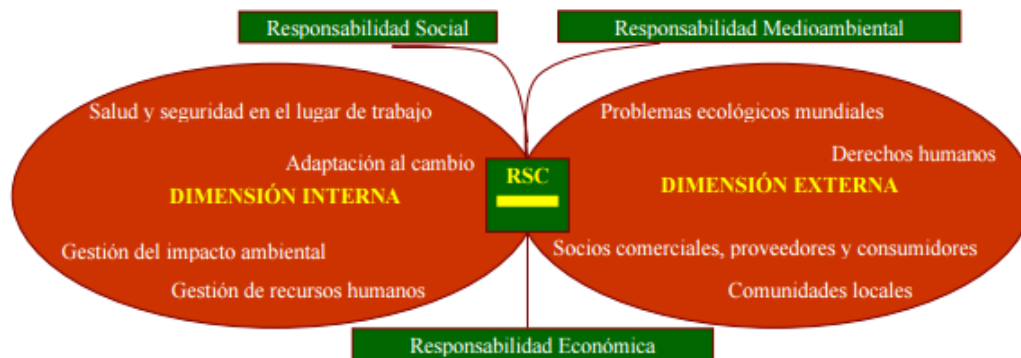 Responsabilidad Social
Responsabilidad Medioambiental
Salud y seguridad en el lugar de trabajo
Adaptación al cambio
DIMENSIÓN INTERNA
Gestión del impacto ambiental
Gestión de recursos humanos
RSC
Problemas ecológicos mundiales
Derechos humanos
DIMENSIÓN EXTERNA
Socios comerciales, proveedores y consumidores
Comunidades locales
Responsabilidad Económica